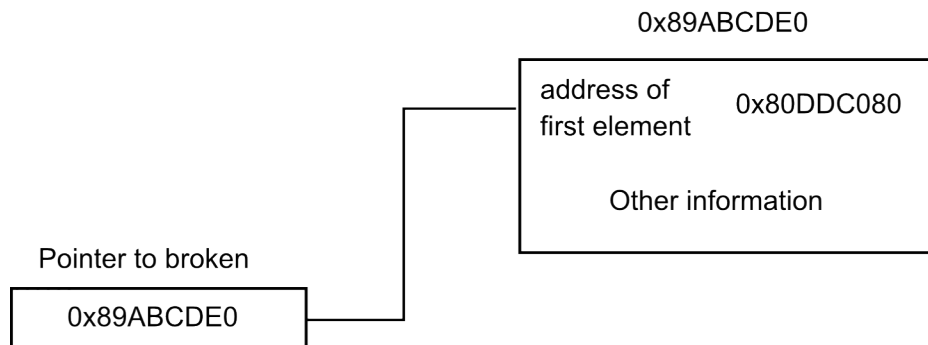 0x89ABCDE0
address of
first element
0x80DDC080
Other information
Pointer to broken
0x89ABCDE0